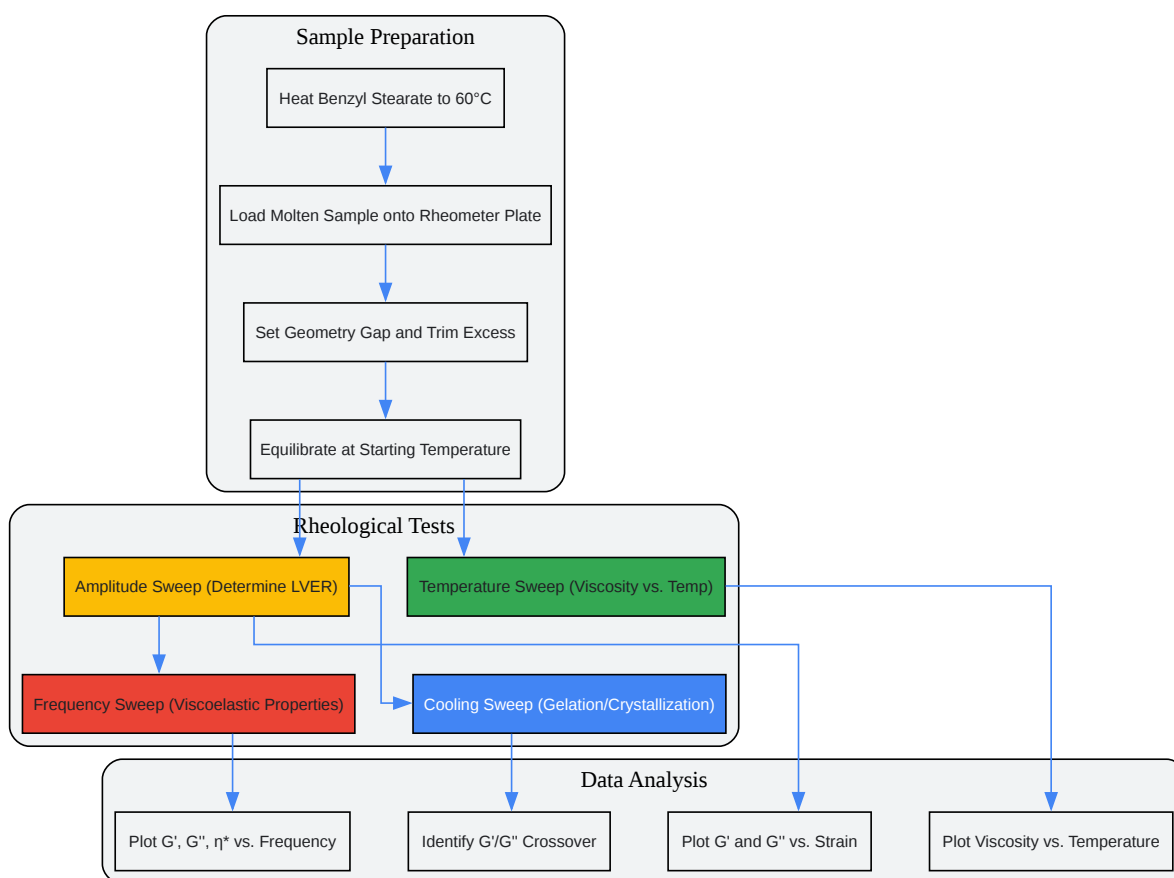 Sample Preparation
Heat Benzyl Stearate to 60°C
Load Molten Sample onto Rheometer Plate
Set Geometry Gap and Trim Excess
Equilibrate at Starting Temperature
Rheological Tests
Amplitude Sweep (Determine LVER)
Temperature Sweep (Viscosity vs. Temp)
Frequency Sweep (Viscoelastic Properties)
Cooling Sweep (Gelation/Crystallization)
Data Analysis
Plot G', G'', η* vs. Frequency
Identify G'/G'' Crossover
Plot G' and G'' vs. Strain
Plot Viscosity vs. Temperature